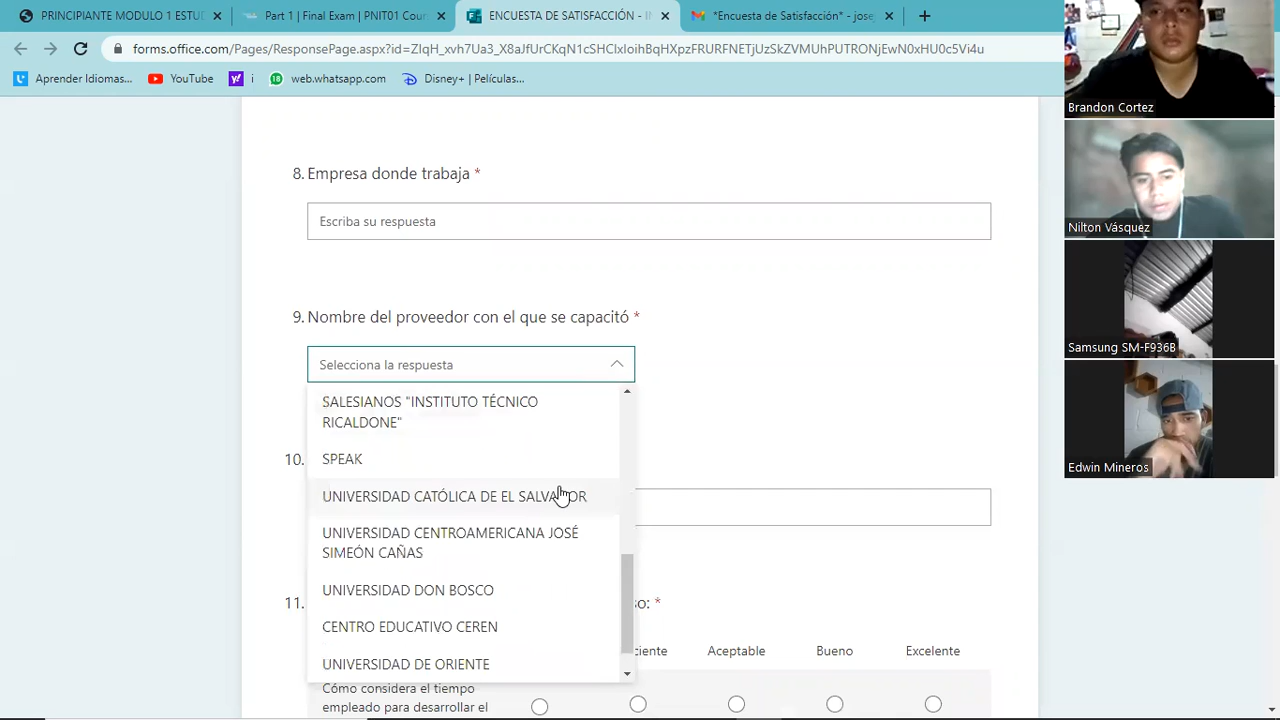 PRINCIPIANTE MODULO 1 ESTUD
Part 1 | Final Exam | PNITUTCour
ENCUESTA DE SATISFACCIÓN - I
"Encuesta de Satisfacción" - jose
forms.office.com/Pages/ResponsePage.aspx?id=ZIqH_xvh7Ua3_X0aJfUrCKqN1cSHCIxIoihBqHXpzFRURFNETjUzSkZVMUhPUTRONjEwN0xHU0c5Vi4u
Aprender Idiomas...
YouTube
i
web.whatsapp.com
Disney+ | Películas...
Brandon Cortez
8. Empresa donde trabaja *
Escriba su respuesta
Nilton Vásquez
9. Nombre del proveedor con el que se capacitó *
Selecciona la respuesta
Samsung SM-F936B
SALESIANOS "INSTITUTO TÉCNICO
RICALDONE"
10.
SPEAK
Edwin Mineros
UNIVERSIDAD CATÓLICA DE EL SALVADOR
UNIVERSIDAD CENTROAMERICANA JOSÉ
SIMEÓN CAÑAS
UNIVERSIDAD DON BOSCO
11.
so: *
CENTRO EDUCATIVO CEREN
ciente
Aceptable
Bueno
Excelente
UNIVERSIDAD DE ORIENTE
Cómo considera el tiempo
empleado para desarrollar el